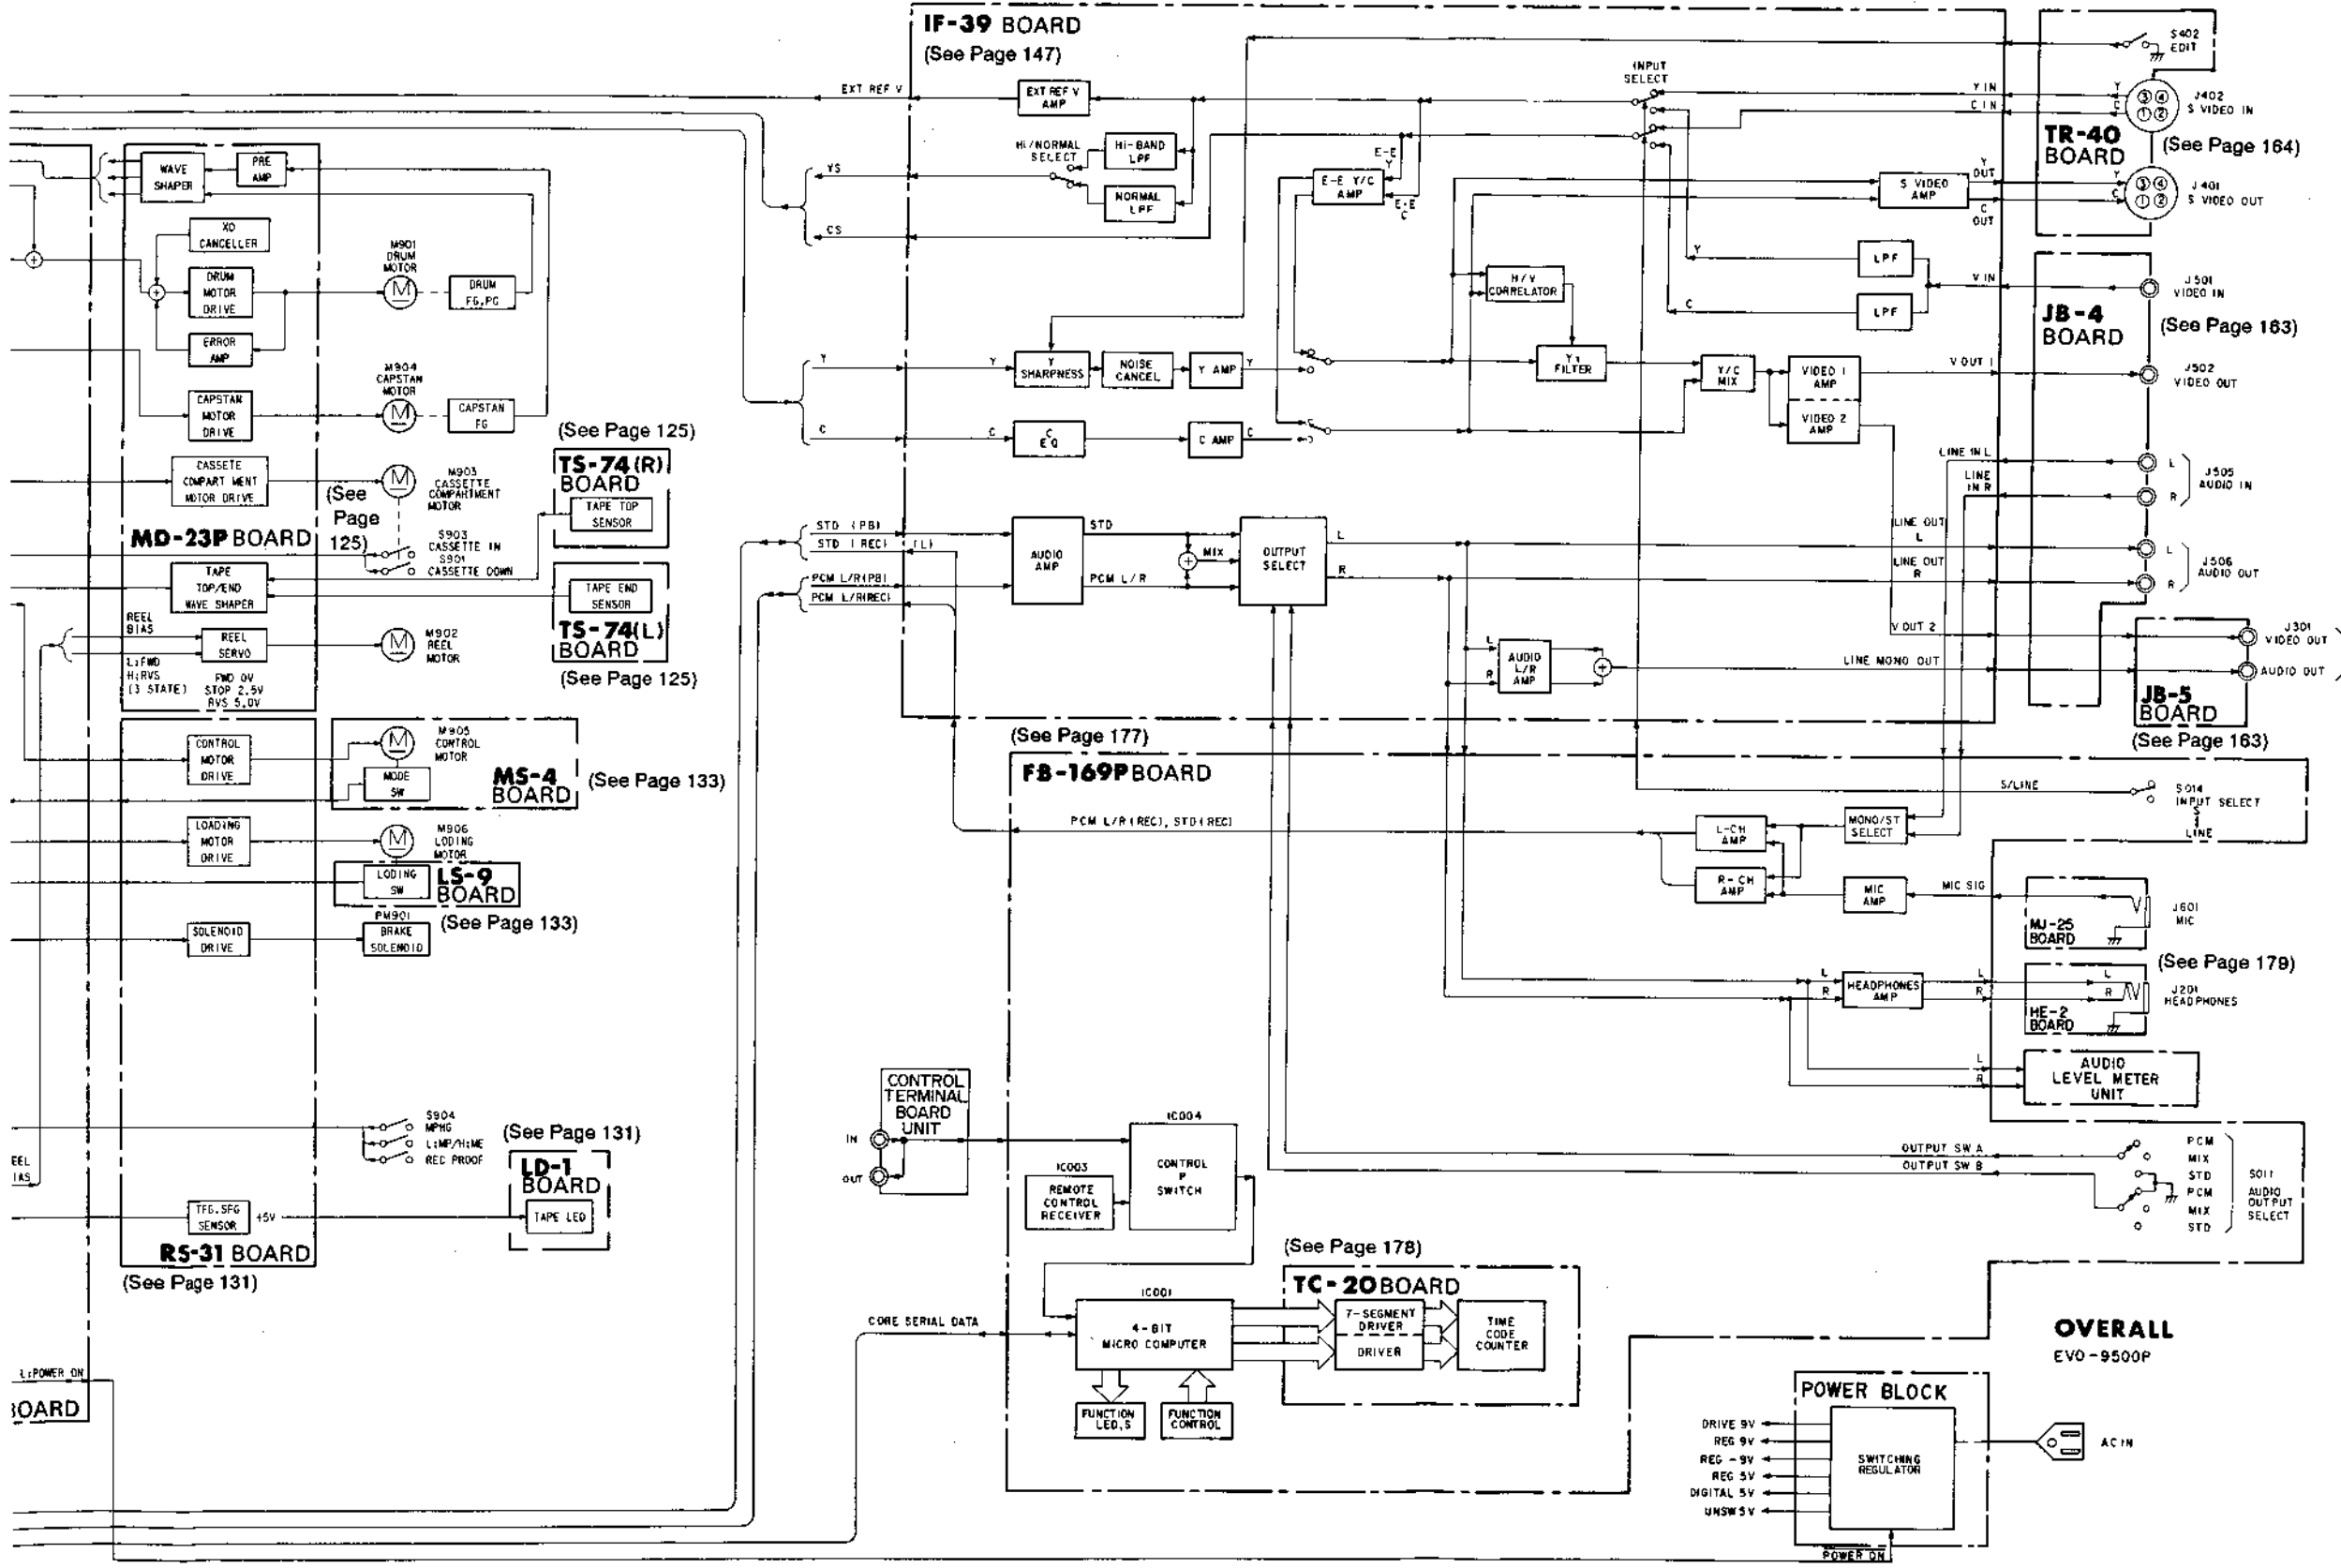 IF-39 BOARD
(See Page 147)
S402
EDIT
INPUT
SELECT
EXT REF V
EXT REF V
AMP
Y IN
C IN
Y
C
3 4
1 2
J402
S VIDEO IN
TR-40
BOARD
(See Page 164)
HI/NORMAL
SELECT
HI-BAND
LPF
NORMAL
LPF
YS
CS
E-E
Y
E-E Y/C
AMP
E-E
C
S VIDEO
AMP
Y
OUT
C
OUT
Y
C
3 4
1 2
J401
S VIDEO OUT
WAVE
SHAPER
PRE
AMP
XO
CANCELLER
DRUM
MOTOR
DRIVE
ERROR
AMP
M901
DRUM
MOTOR
M
DRUM
FG,PG
M904
CAPSTAN
MOTOR
M
CAPSTAN
MOTOR
DRIVE
CAPSTAN
FG
H/V
CORRELATOR
Y
LPF
C
LPF
V IN
J501
VIDEO IN
JB-4
BOARD
(See Page 163)
Y
Y
Y
SHARPNESS
NOISE
CANCEL
Y AMP
Y
FILTER
Y/C
MIX
VIDEO 1
AMP
VIDEO 2
AMP
V OUT 1
J502
VIDEO OUT
C
C
C
EQ
C AMP
C
(See Page 125)
TS-74(R)
BOARD
TAPE TOP
SENSOR
CASSETE
COMPARTMENT
MOTOR DRIVE
M
M903
CASSETTE
COMPARTMENT
MOTOR
(See
Page
125)
MD-23P BOARD
S903
CASSETTE IN
S901
CASSETTE DOWN
TAPE
TOP/END
WAVE SHAPER
TAPE END
SENSOR
TS-74(L)
BOARD
(See Page 125)
REEL
BIAS
REEL
SERVO
L:FWD
H:RVS
(3 STATE)
FWD 0V
STOP 2.5V
RVS 5.0V
M
M902
REEL
MOTOR
LINE IN L
LINE
IN R
L
R
J505
AUDIO IN
STD (PB)
STD (REC)
(L)
PCM L/R(PB)
PCM L/R(REC)
AUDIO
AMP
STD
MIX
PCM L/R
OUTPUT
SELECT
L
R
LINE OUT
L
LINE OUT
R
L
R
J506
AUDIO OUT
V OUT 2
J301
VIDEO OUT
L
R
AUDIO
L/R
AMP
LINE MONO OUT
AUDIO OUT
JB-5
BOARD
(See Page 163)
CONTROL
MOTOR
DRIVE
M
M905
CONTROL
MOTOR
MODE
SW
MS-4
BOARD
(See Page 133)
LOADING
MOTOR
DRIVE
M
M906
LODING
MOTOR
LODING
SW
LS-9
BOARD
(See Page 133)
SOLENOID
DRIVE
PM901
BRAKE
SOLENOID
(See Page 177)
FB-169P BOARD
S/LINE
S014
INPUT SELECT
S
LINE
PCM L/R(REC), STD(REC)
L-CH
AMP
R-CH
AMP
MONO/ST
SELECT
MIC
AMP
MIC SIG
MJ-25
BOARD
J601
MIC
(See Page 179)
L
R
HEADPHONES
AMP
L
R
L
R
HE-2
BOARD
J201
HEADPHONES
L
R
AUDIO
LEVEL METER
UNIT
CONTROL
TERMINAL
BOARD
UNIT
IN
OUT
IC004
CONTROL
P
SWITCH
IC003
REMOTE
CONTROL
RECEIVER
OUTPUT SW A
OUTPUT SW B
PCM
MIX
STD
PCM
MIX
STD
S011
AUDIO
OUTPUT
SELECT
S904
MPHG
L:MP/H:ME
REC PROOF
(See Page 131)
LD-1
BOARD
TAPE LED
EEL
IAS
TFG.SFG
SENSOR
+5V
RS-31 BOARD
(See Page 131)
(See Page 178)
TC-20 BOARD
CORE SERIAL DATA
IC001
4-BIT
MICRO COMPUTER
7-SEGMENT
DRIVER
DRIVER
TIME
CODE
COUNTER
FUNCTION
LED,S
FUNCTION
CONTROL
OVERALL
EVO-9500P
L:POWER ON
BOARD
POWER BLOCK
DRIVE 9V
REG 9V
REG -9V
REG 5V
DIGITAL 5V
UNSW 5V
SWITCHING
REGULATOR
AC IN
POWER ON